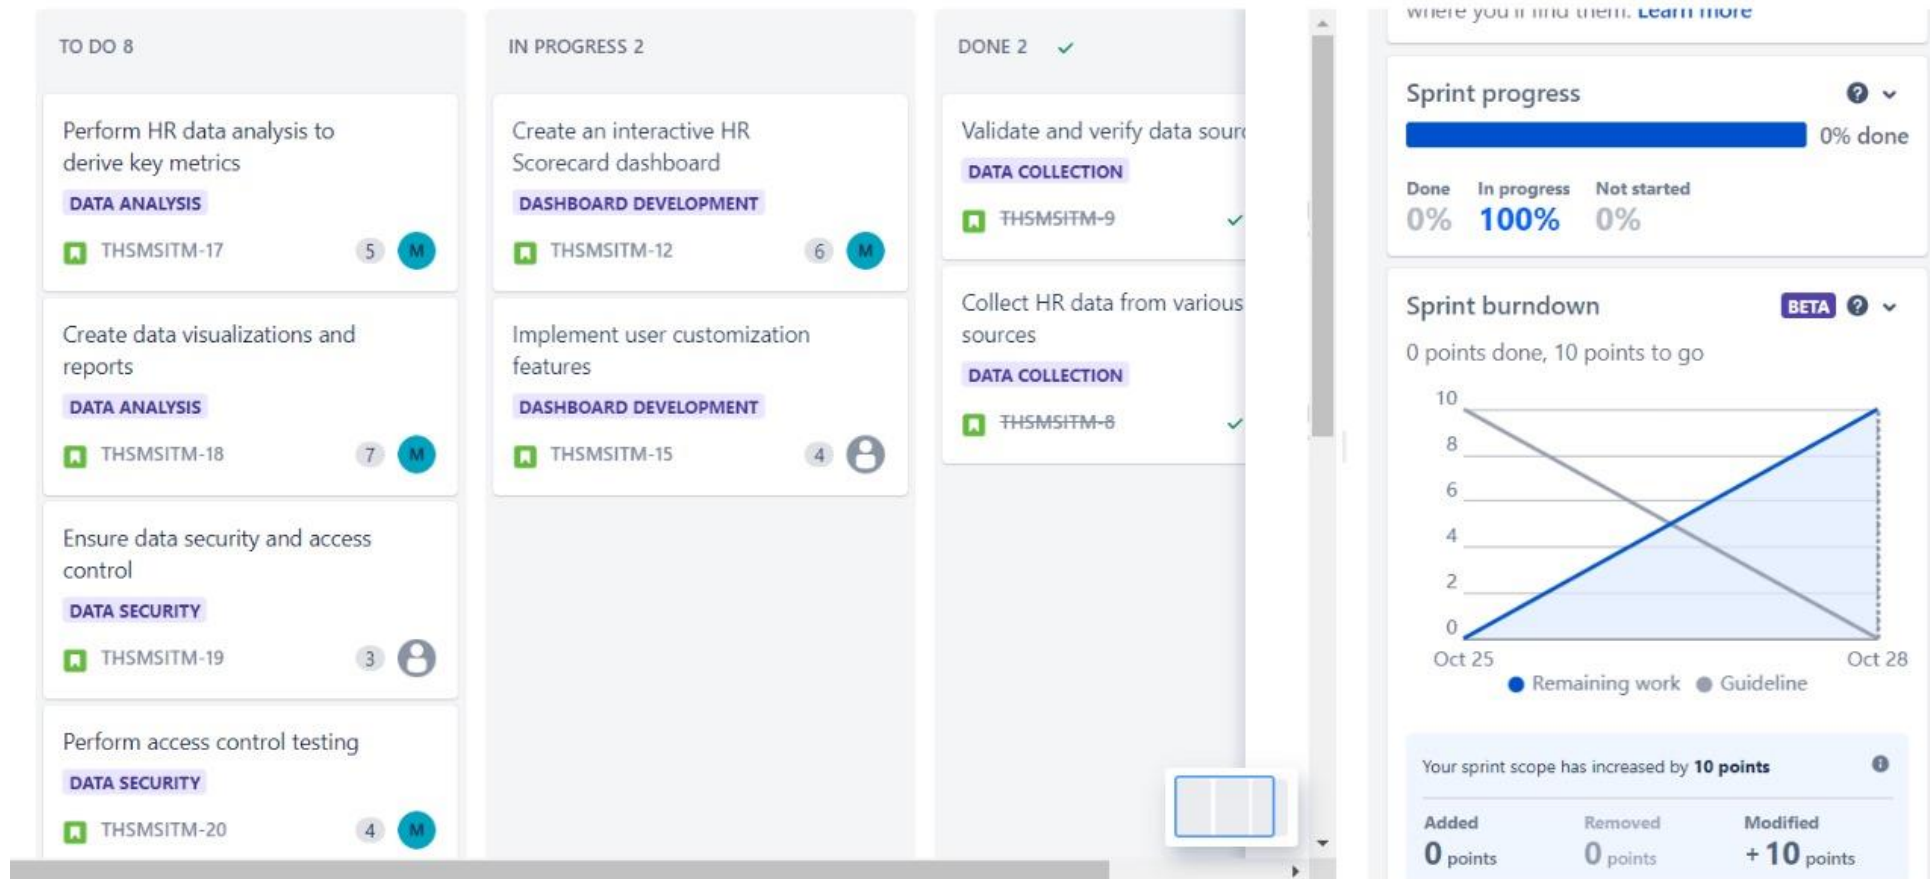 TO DO 8
Perform HR data analysis to
derive key metrics
DATA ANALYSIS
THSMSITM-17
5
M
Create data visualizations and
reports
DATA ANALYSIS
THSMSITM-18
7
M
Ensure data security and access
control
DATA SECURITY
THSMSITM-19
3
Perform access control testing
DATA SECURITY
THSMSITM-20
4
M
IN PROGRESS 2
Create an interactive HR
Scorecard dashboard
DASHBOARD DEVELOPMENT
THSMSITM-12
6
M
Implement user customization
features
DASHBOARD DEVELOPMENT
THSMSITM-15
4
DONE 2
Validate and verify data sourc
DATA COLLECTION
THSMSITM-9
Collect HR data from various
sources
DATA COLLECTION
THSMSITM-8
where you'll find them. Learn more
Sprint progress
0% done
Done In progress Not started
0% 100% 0%
Sprint burndown
BETA
0 points done, 10 points to go
10
8
6
4
2
0
Oct 25 Oct 28
Remaining work Guideline
Your sprint scope has increased by 10 points
Added Removed Modified
0 points 0 points + 10 points